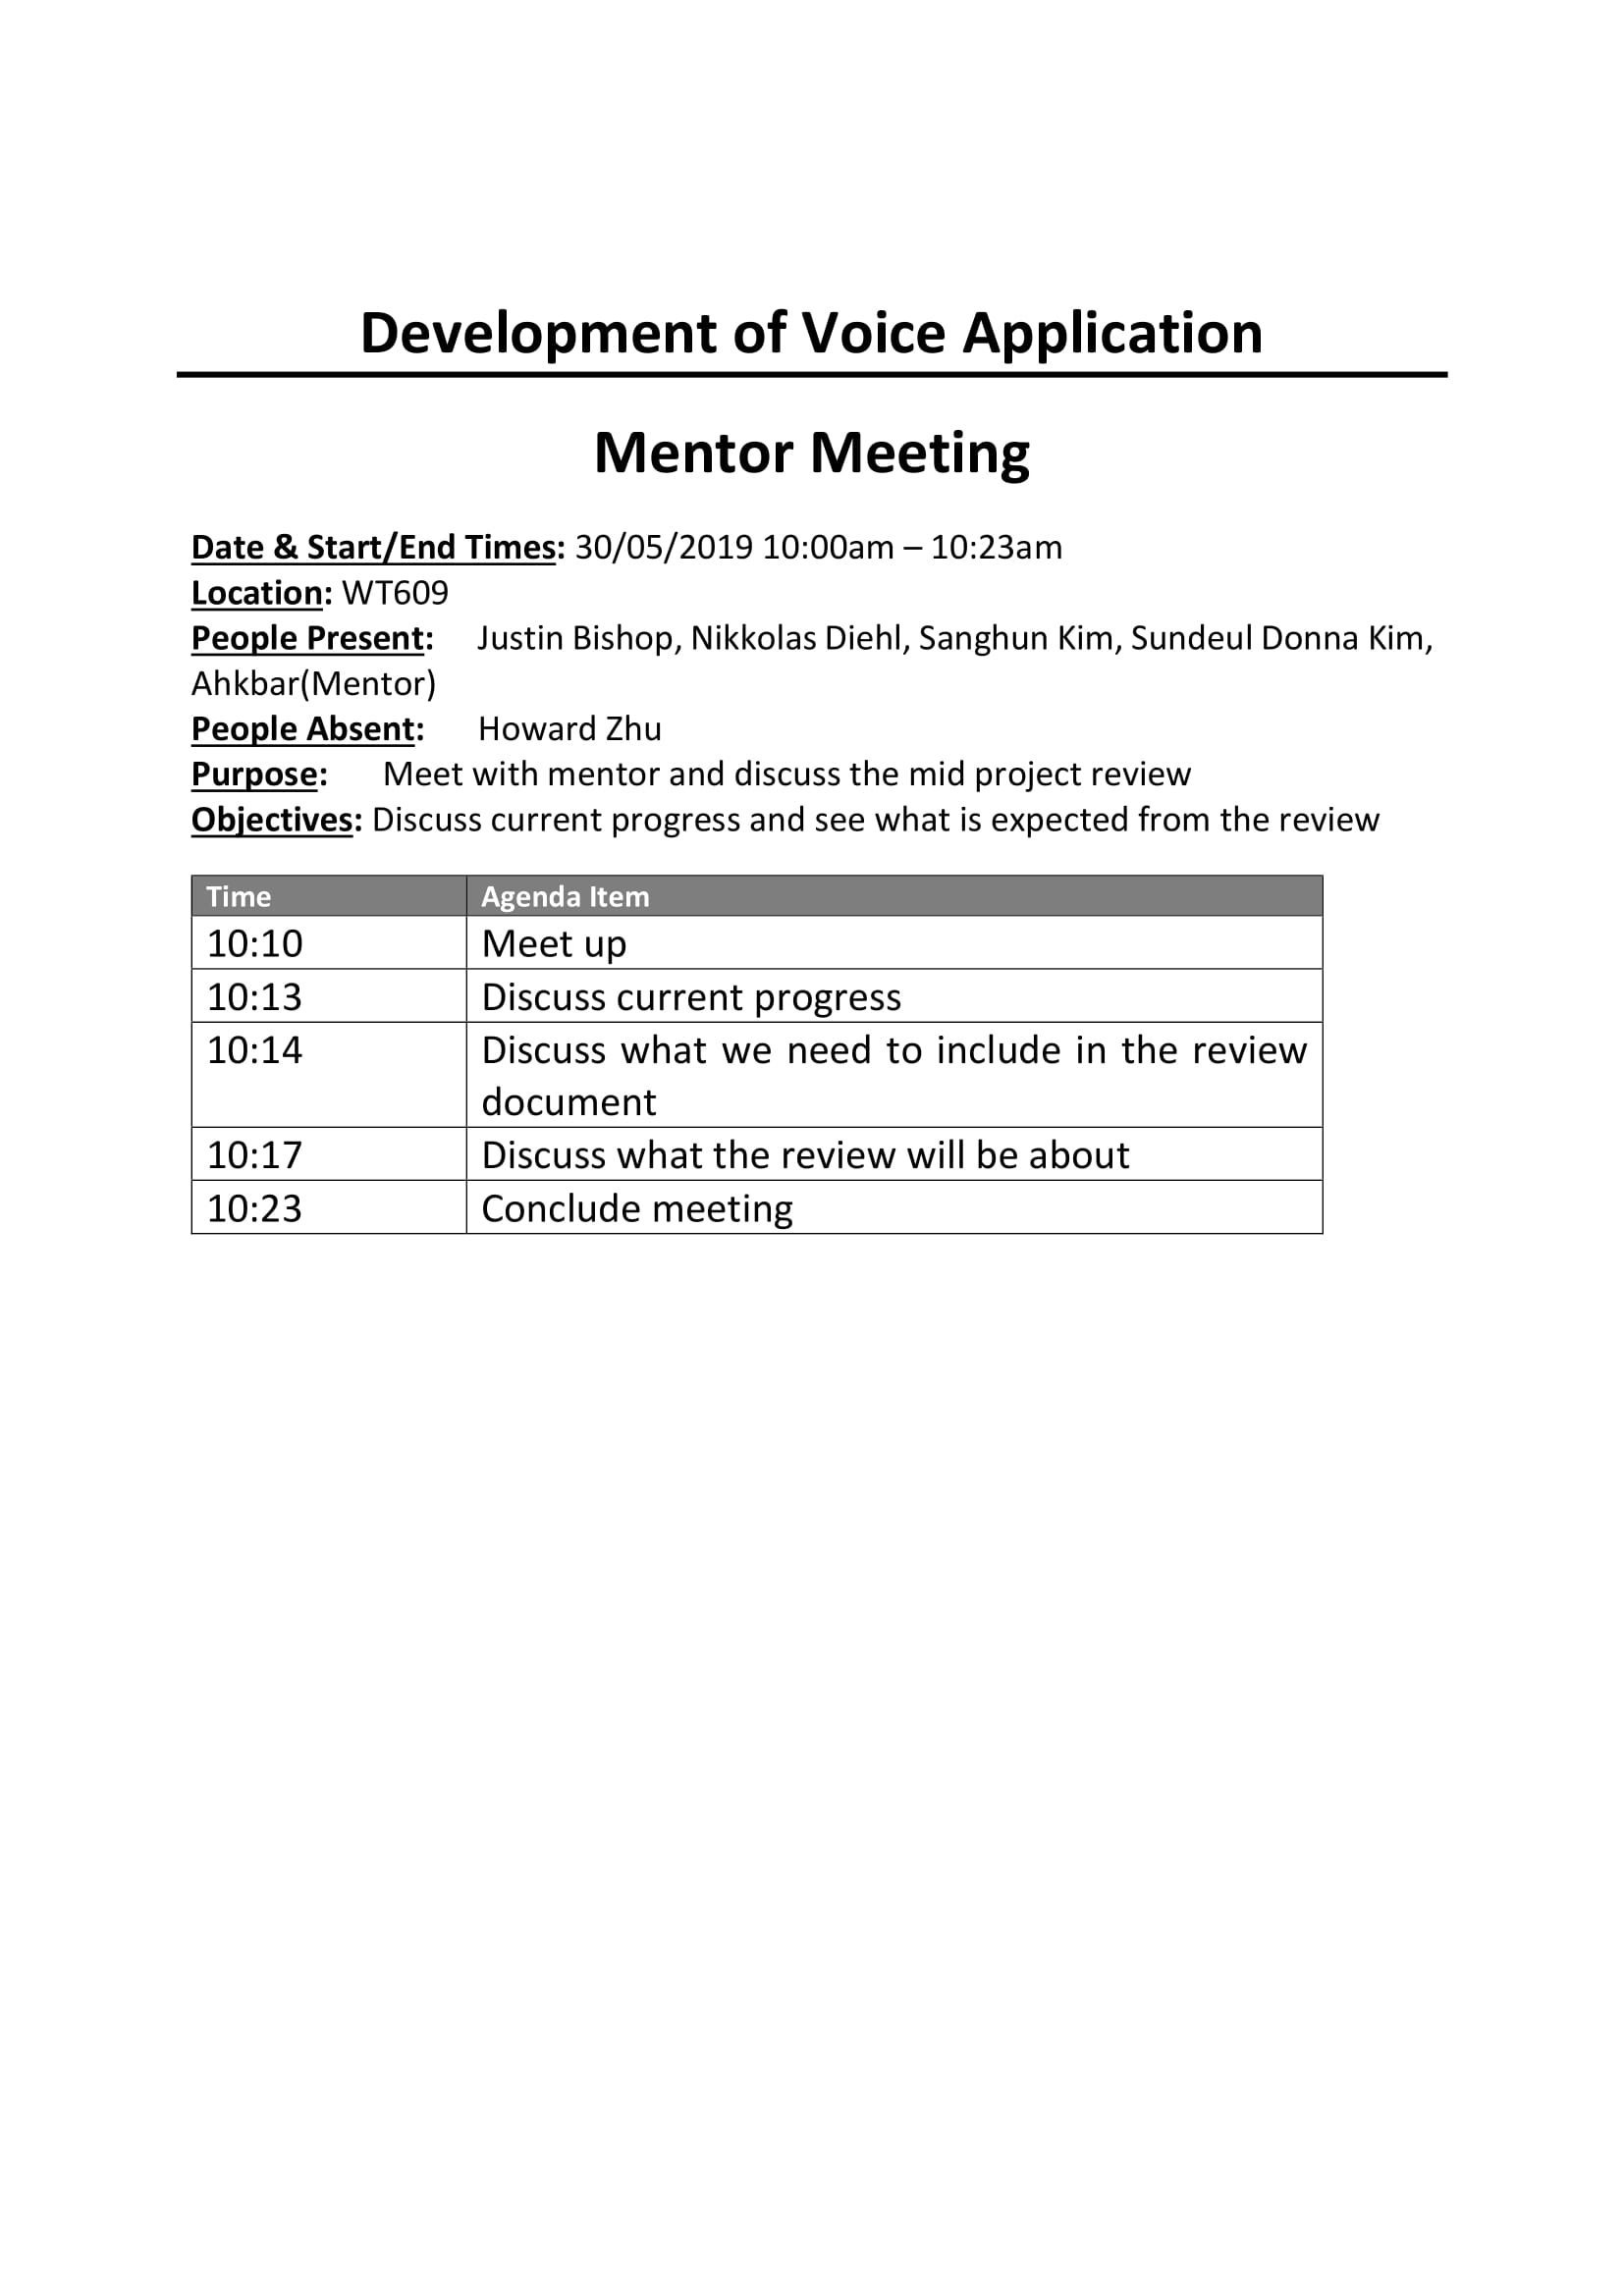 Development of Voice Application
Mentor Meeting
Date & Start/End Times: 30/05/2019 10:00am – 10:23am
Location: WT609
People Present: Justin Bishop, Nikkolas Diehl, Sanghun Kim, Sundeul Donna Kim,
Ahkbar(Mentor)
People Absent: Howard Zhu
Purpose: Meet with mentor and discuss the mid project review
Objectives: Discuss current progress and see what is expected from the review
Time Agenda Item
10:10 Meet up
10:13 Discuss current progress
10:14 Discuss what we need to include in the review
document
10:17 Discuss what the review will be about
10:23 Conclude meeting